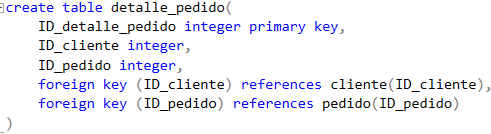 create table detalle_pedido(
ID_detalle_pedido integer primary key,
ID_cliente integer,
ID_pedido integer,
foreign key (ID_cliente) references cliente(ID_cliente),
foreign key (ID_pedido) references pedido(ID_pedido)
)